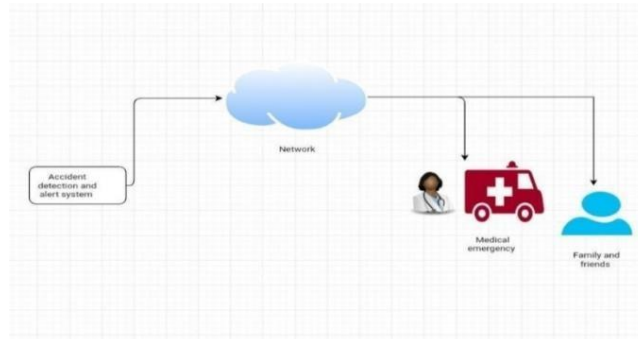 Network
Accident
detection and
alert system
Medical
emergency
Family and
friends